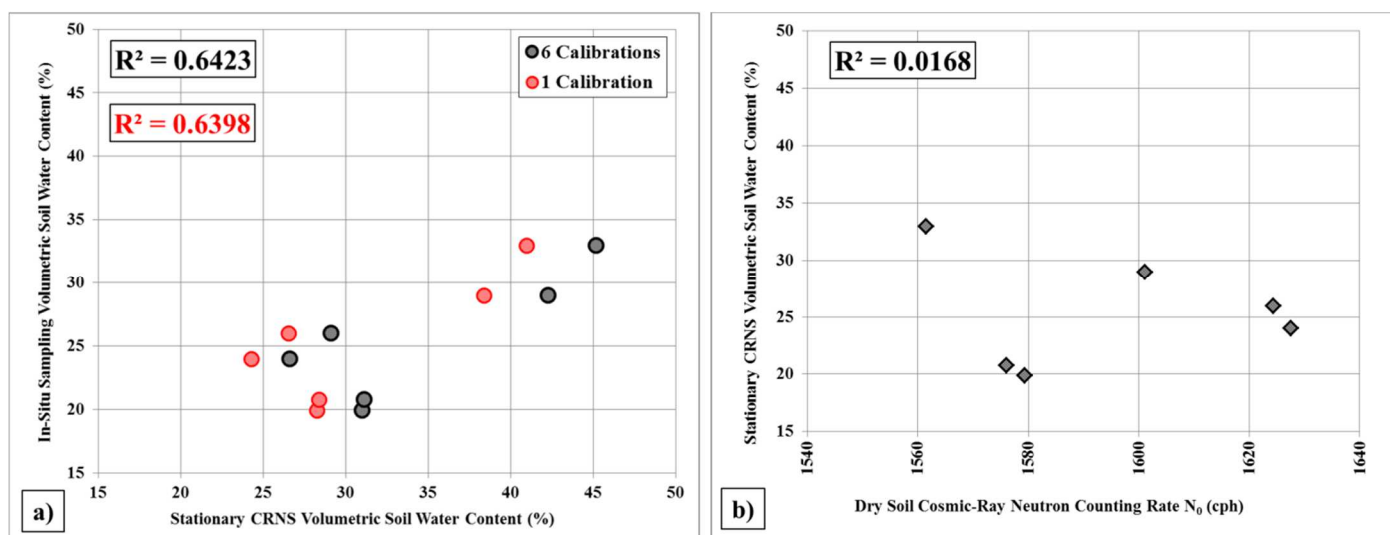 R² = 0.6423
R² = 0.6398
6 Calibrations
1 Calibration
In-Situ Sampling Volumetric Soil Water Content (%)
50
45
40
35
30
25
20
15
15 20 25 30 35 40 45 50
Stationary CRNS Volumetric Soil Water Content (%)
a)
R² = 0.0168
Stationary CRNS Volumetric Soil Water Content (%)
50
45
40
35
30
25
20
15
1540 1560 1580 1600 1620 1640
Dry Soil Cosmic-Ray Neutron Counting Rate N₀ (cph)
b)